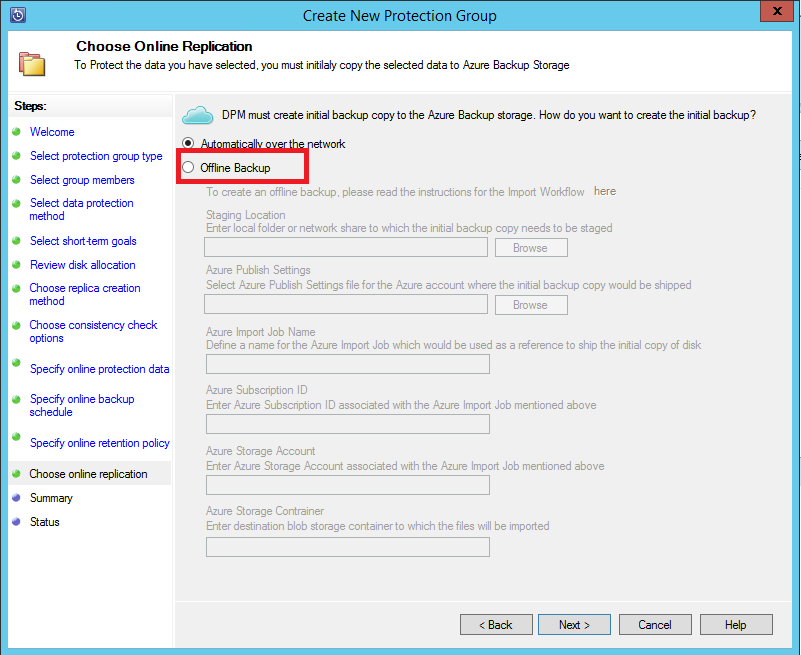 Create New Protection Group
x
Choose Online Replication
To Protect the data you have selected, you must initilaly copy the selected data to Azure Backup Storage
Steps:
Welcome
Select protection group type
Select group members
Select data protection
method
Select short-term goals
Review disk allocation
Choose replica creation
method
Choose consistency check
options
Specify online protection data
Specify online backup
schedule
Specify online retention policy
Choose online replication
Summary
Status
DPM must create initial backup copy to the Azure Backup storage. How do you want to create the initial backup?
Automatically over the network
Offline Backup
To create an offline backup, please read the instructions for the Import Workflow here
Staging Location
Enter local folder or network share to which the initial backup copy needs to be staged
Browse
Azure Publish Settings
Select Azure Publish Settings file for the Azure account where the initial backup copy would be shipped
Browse
Azure Import Job Name
Define a name for the Azure Import Job which would be used as a reference to ship the initial copy of disk
Azure Subscription ID
Enter Azure Subscription ID associated with the Azure Import Job mentioned above
Azure Storage Account
Enter Azure Storage Account associated with the Azure Import Job mentioned above
Azure Storage Container
Enter destination blob storage container to which the files will be imported
< Back Next > Cancel Help